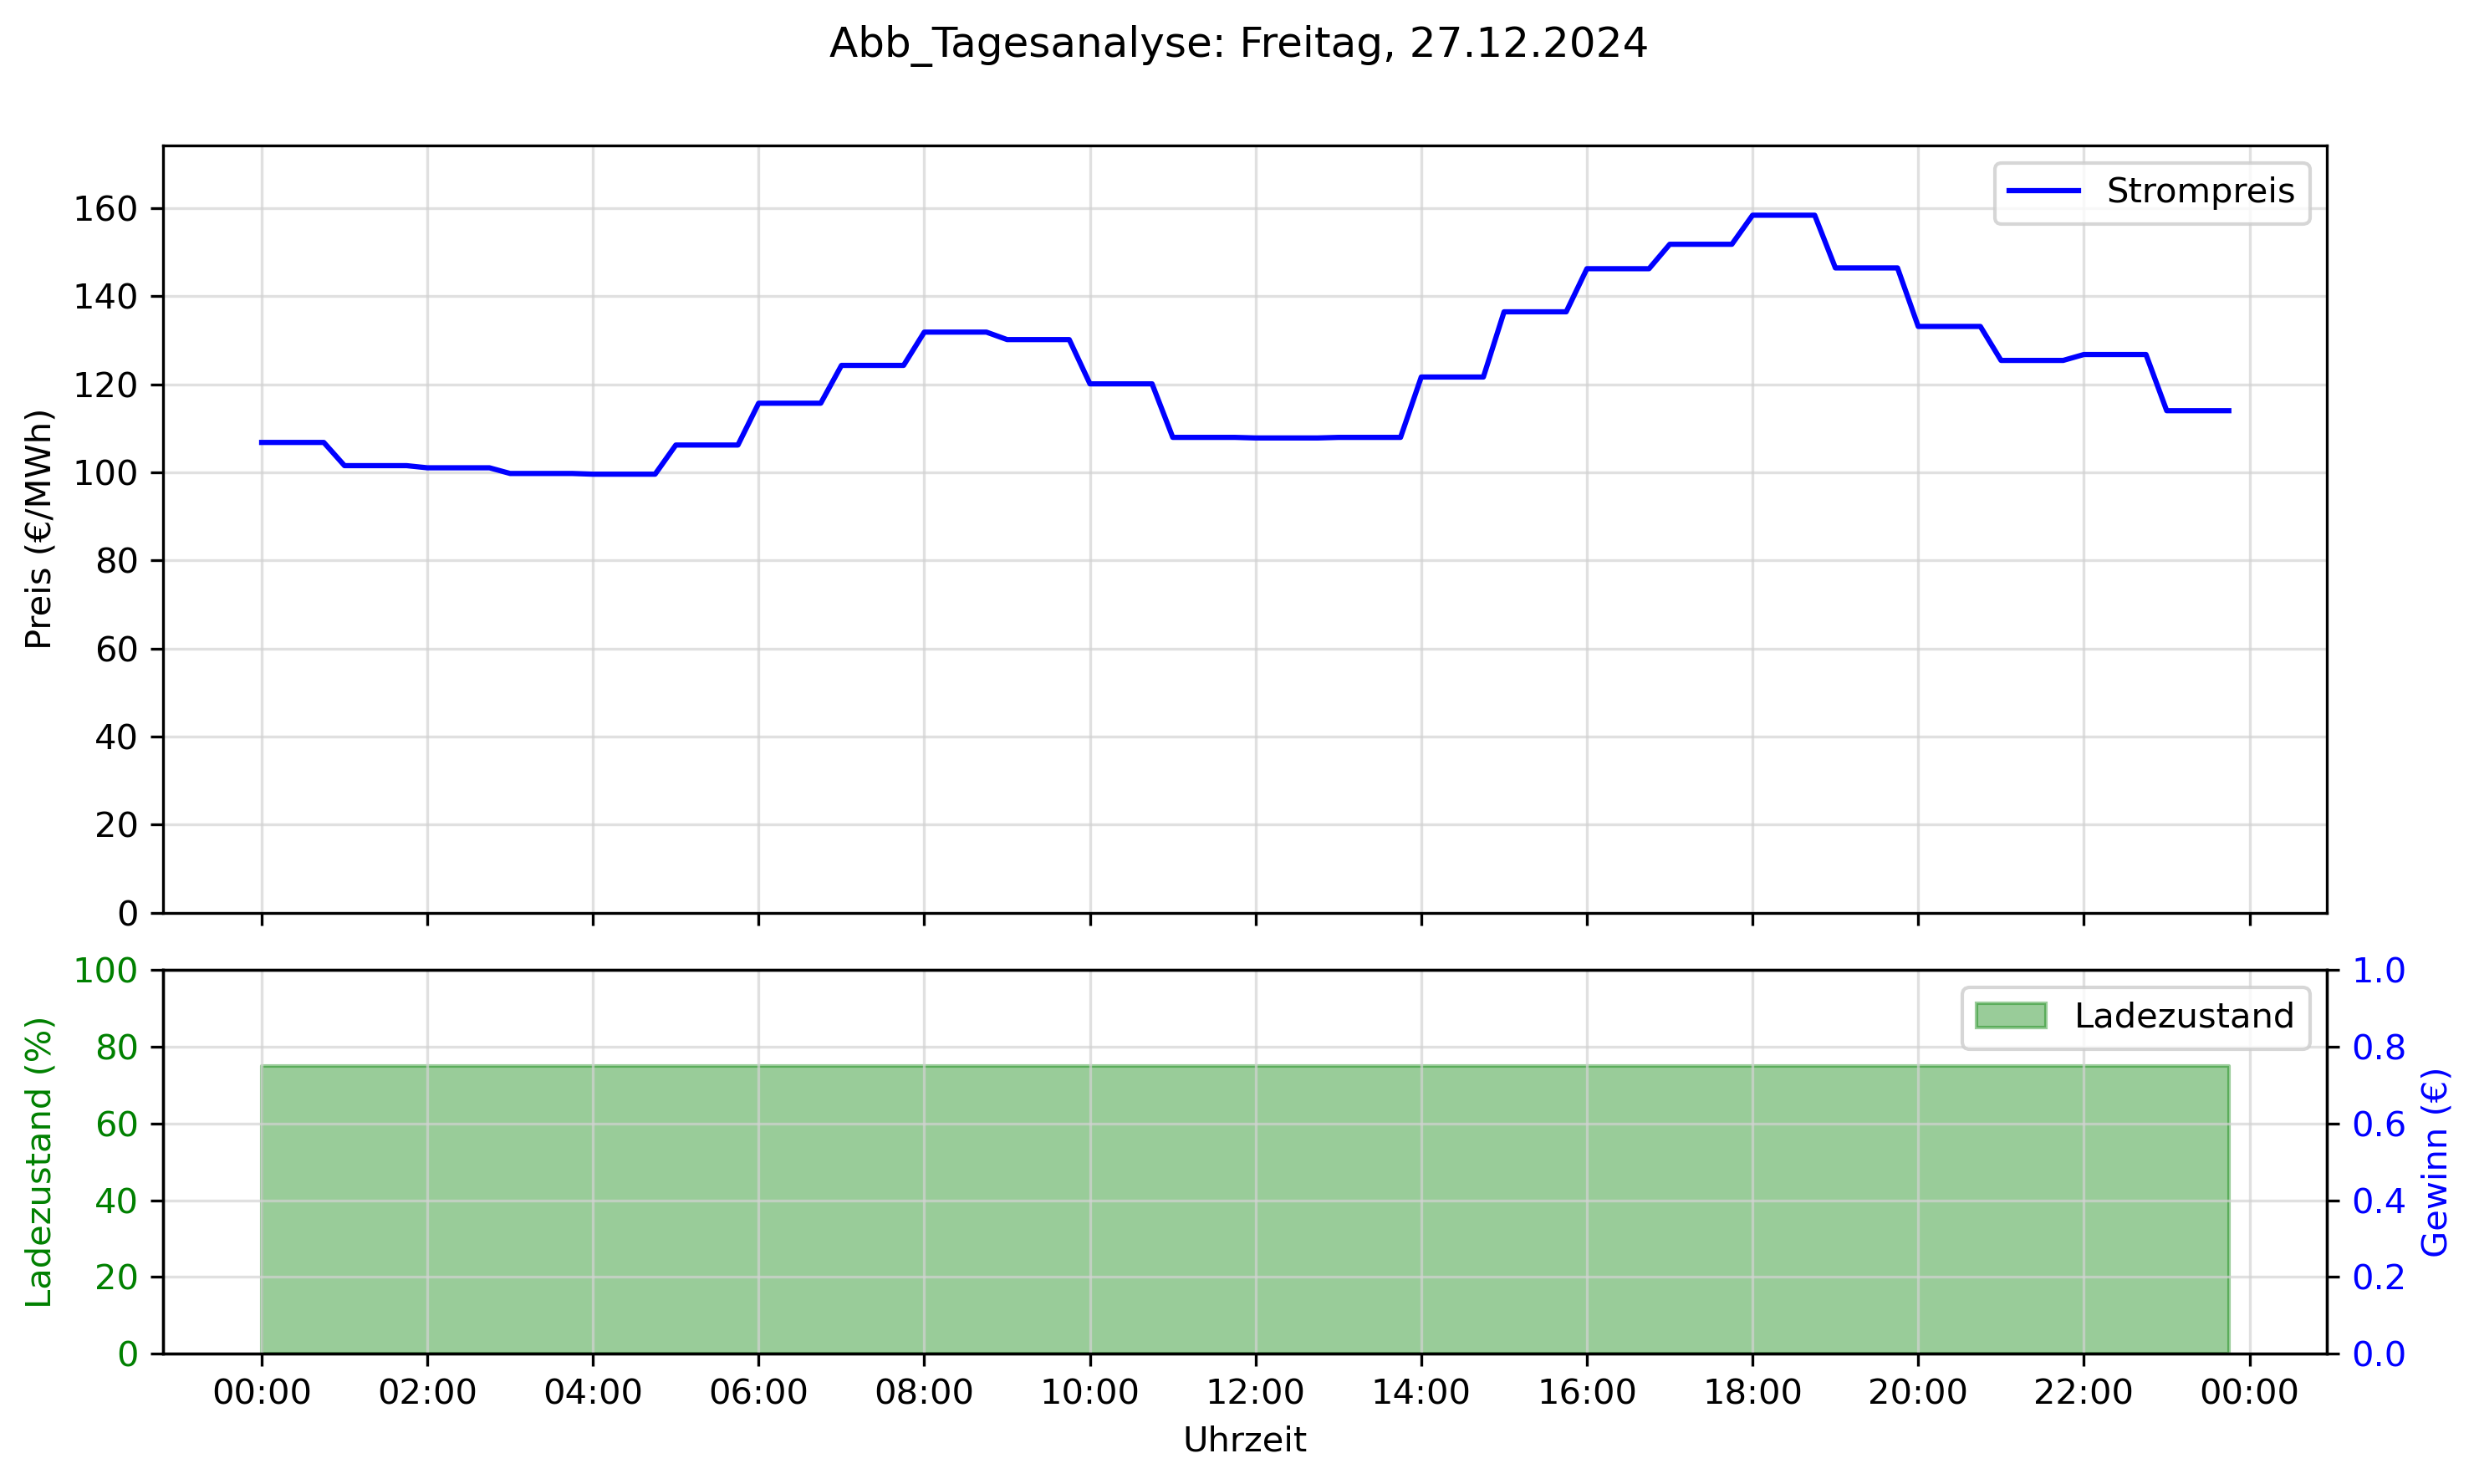 Abb_Tagesanalyse: Freitag, 27.12.2024
Preis (€/MWh)
160
140
120
100
80
60
40
20
0
Strompreis
Ladezustand (%)
100
80
60
40
20
0
Ladezustand
1.0
0.8
0.6
0.4
0.2
0.0
Gewinn (€)
00:00 02:00 04:00 06:00 08:00 10:00 12:00 14:00 16:00 18:00 20:00 22:00 00:00
Uhrzeit